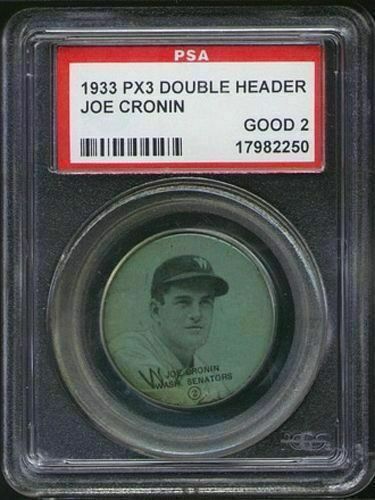 PSA
1933 PX3 DOUBLE HEADER
JOE CRONIN
GOOD 2
17982250
W
W
JOE CRONIN
WASH. SENATORS
2